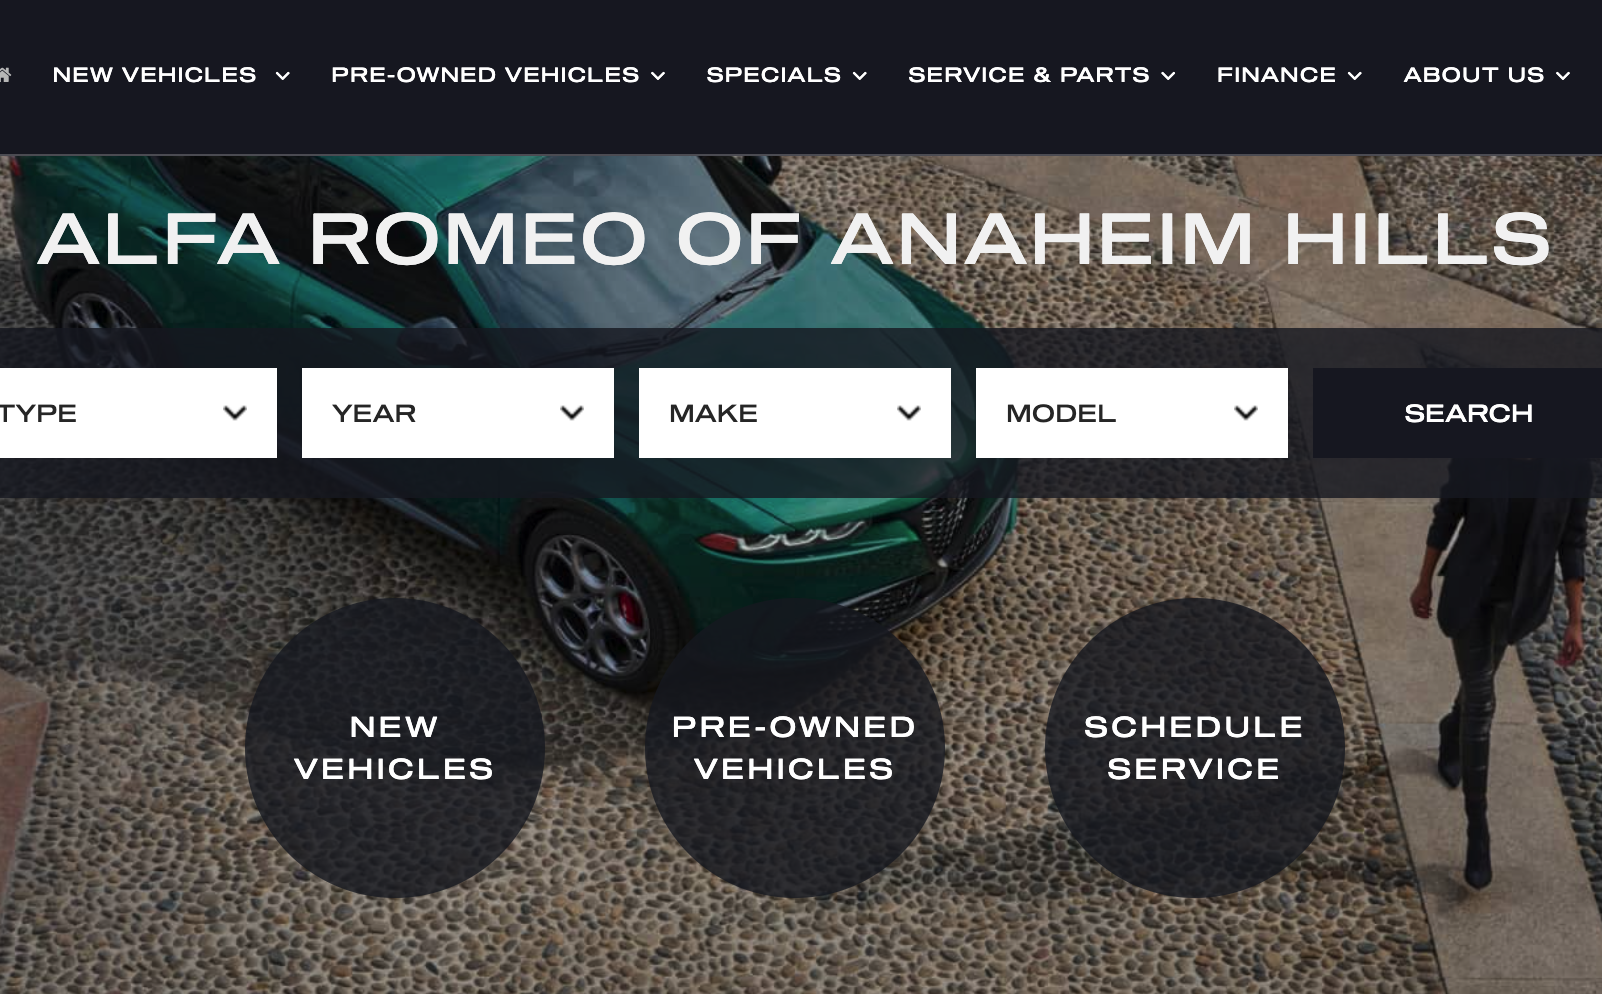 NEW VEHICLES PRE-OWNED VEHICLES SPECIALS SERVICE & PARTS FINANCE ABOUT US
ALFA ROMEO OF ANAHEIM HILLS
TYPE YEAR MAKE MODEL SEARCH
NEW
VEHICLES
PRE-OWNED
VEHICLES
SCHEDULE
SERVICE